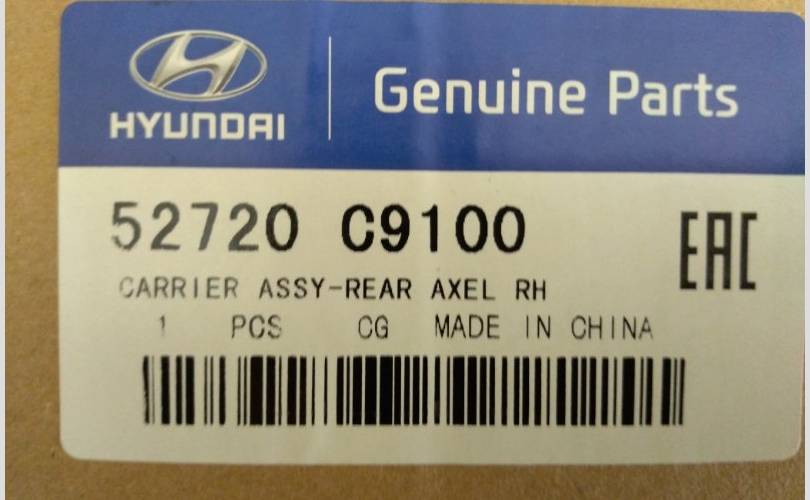 HYUNDAI
Genuine Parts
52720 C9100
EAC
CARRIER ASSY-REAR AXEL RH
1 PCS CG MADE IN CHINA